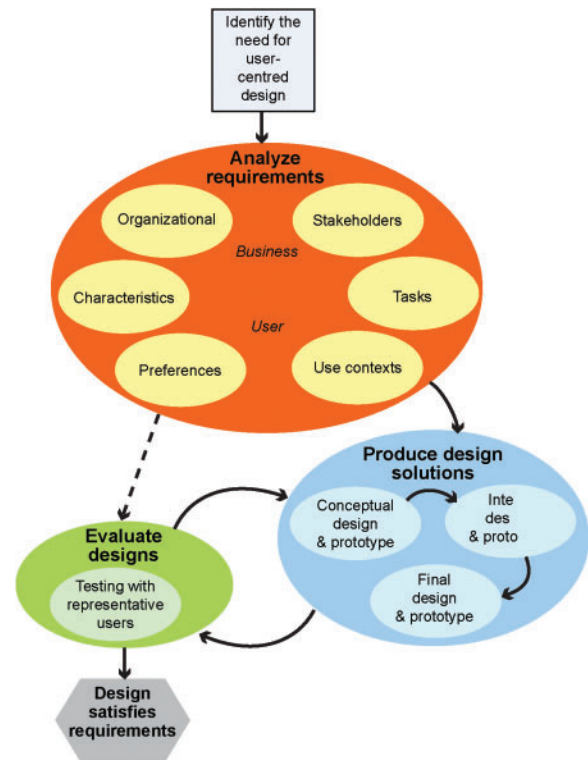 Identify the
need for
user-
centred
design
Analyze
requirements
Organizational
Stakeholders
Business
Characteristics
Tasks
User
Preferences
Use contexts
Produce design
solutions
Conceptual
design
& prototype
Inte
des
& proto
Final
design
& prototype
Evaluate
designs
Testing with
representative
users
Design
satisfies
requirements